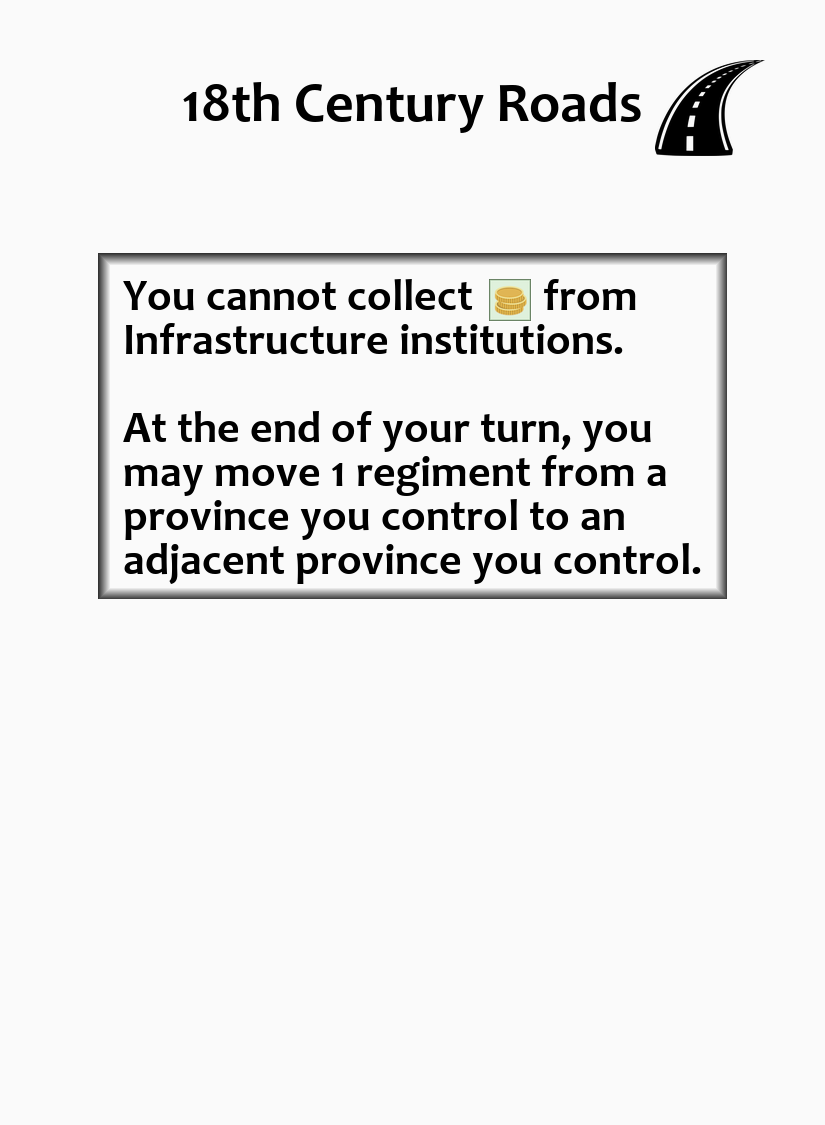 18th Century Roads
You cannot collect from
Infrastructure institutions.
At the end of your turn, you
may move 1 regiment from a
province you control to an
adjacent province you control.